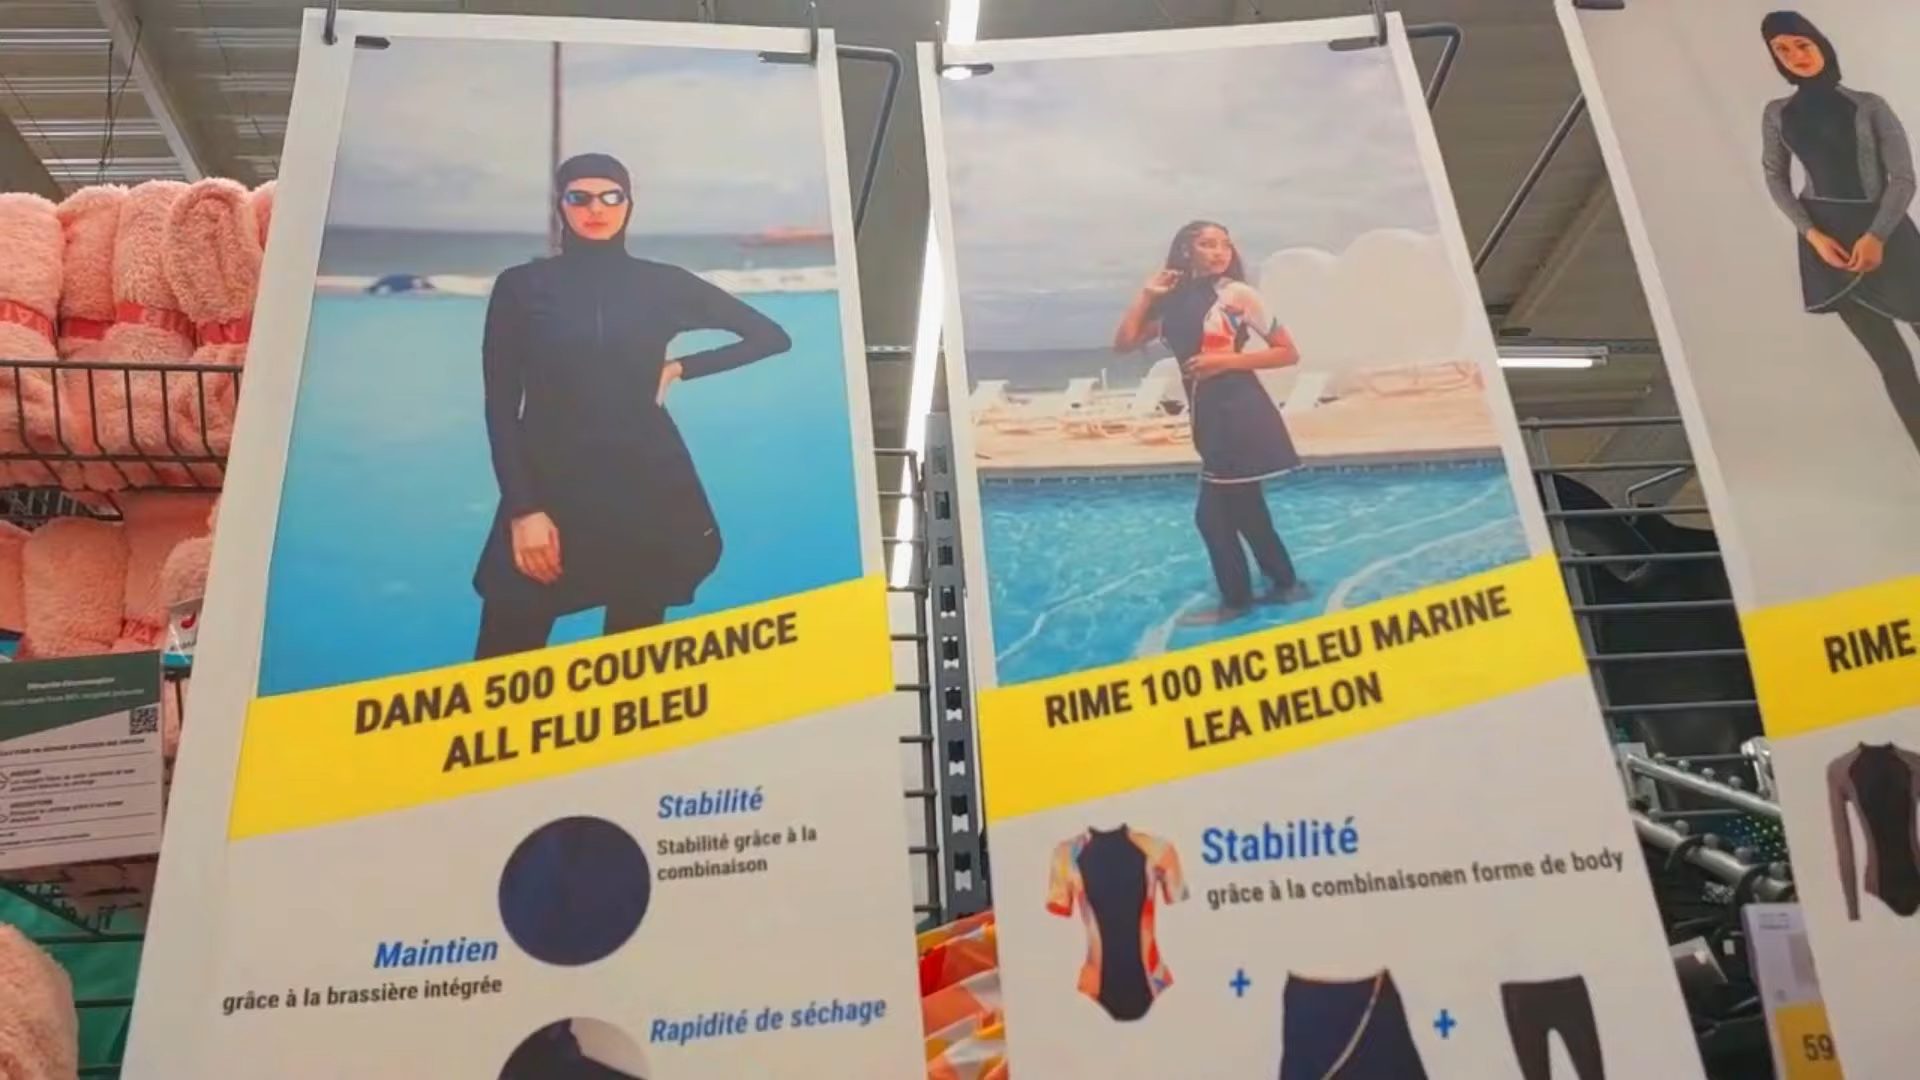 DANA 500 COUVRANCE
ALL FLU BLEU
Stabilité
Stabilité grâce à la
combinaison
Maintien
grâce à la brassière intégrée
Rapidité de séchage
RIME 100 MC BLEU MARINE
LEA MELON
Stabilité
grâce à la combinaisonen forme de body
+
+
RIME
59